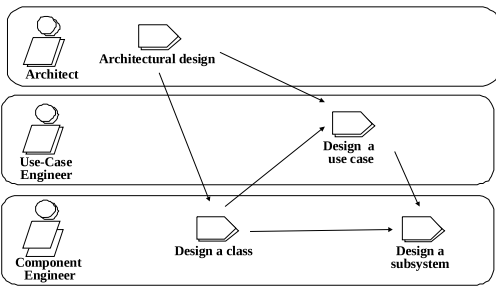 Architect
Architectural design
Use-Case
Engineer
Design a
use case
Component
Engineer
Design a class
Design a
subsystem